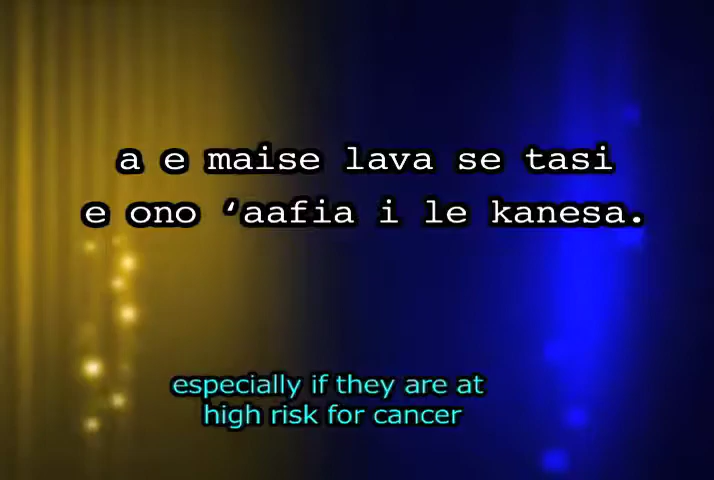 a e maise lava se tasi
e ono ‘aafia i le kanesa.
especially if they are at
high risk for cancer